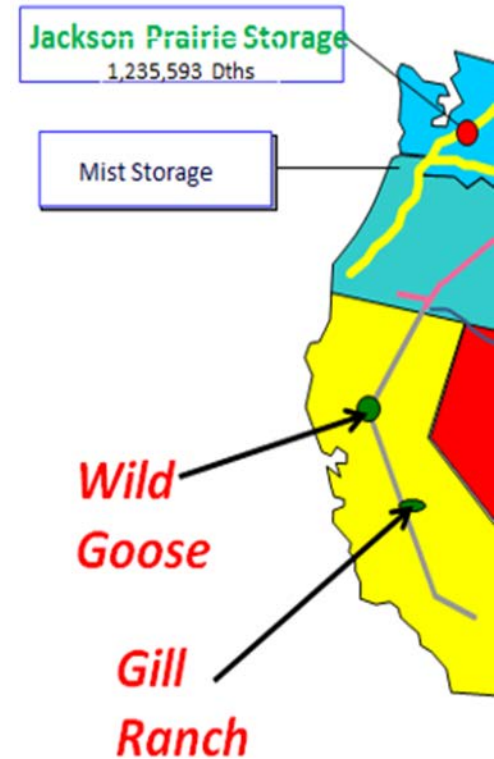 Jackson Prairie Storage
1,235,593 Dths
Mist Storage
Wild
Goose
Gill
Ranch